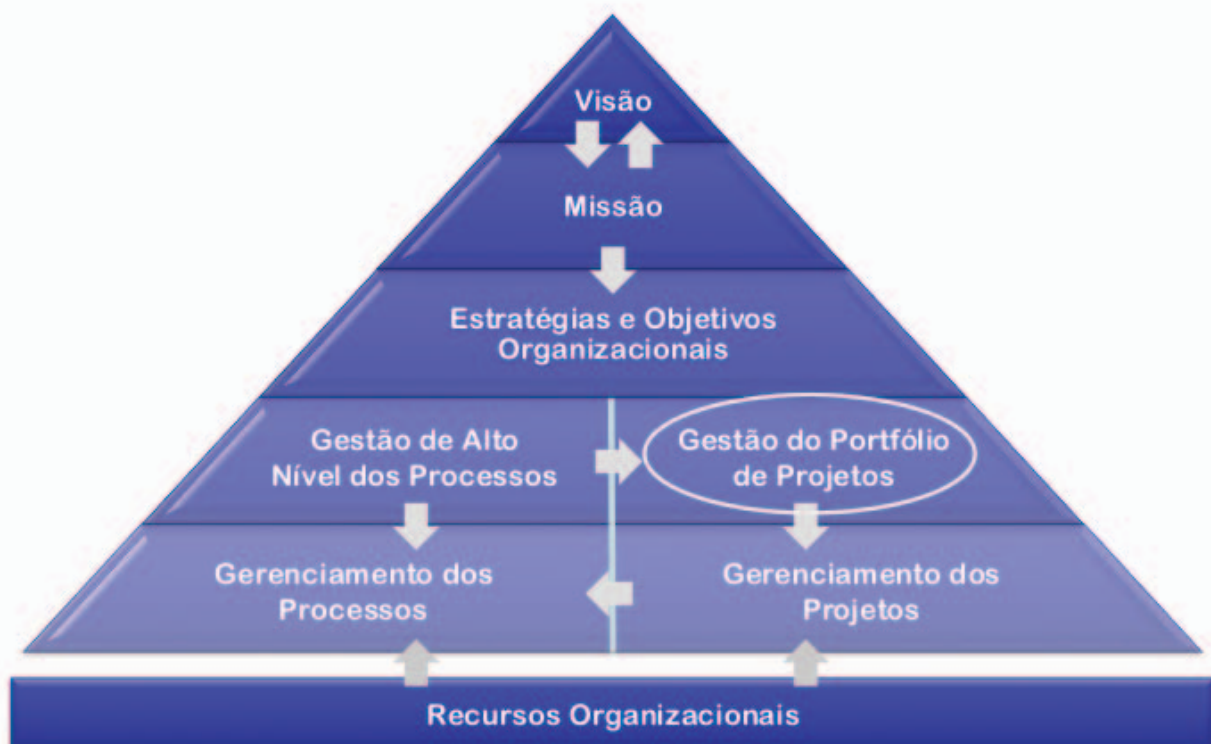 Visão
Missão
Estratégias e Objetivos
Organizacionais
Gestão de Alto
Nível dos Processos
Gestão do Portfólio
de Projetos
Gerenciamento dos
Processos
Gerenciamento dos
Projetos
Recursos Organizacionais